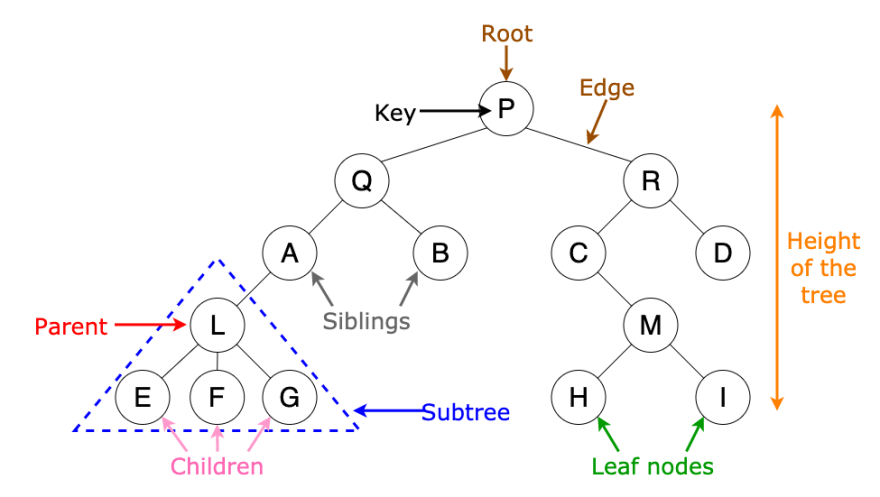 Root
Edge
Key
P
Q
R
A
B
C
D
Height
of the
tree
Parent
L
Siblings
M
E
F
G
H
I
Subtree
Children
Leaf nodes